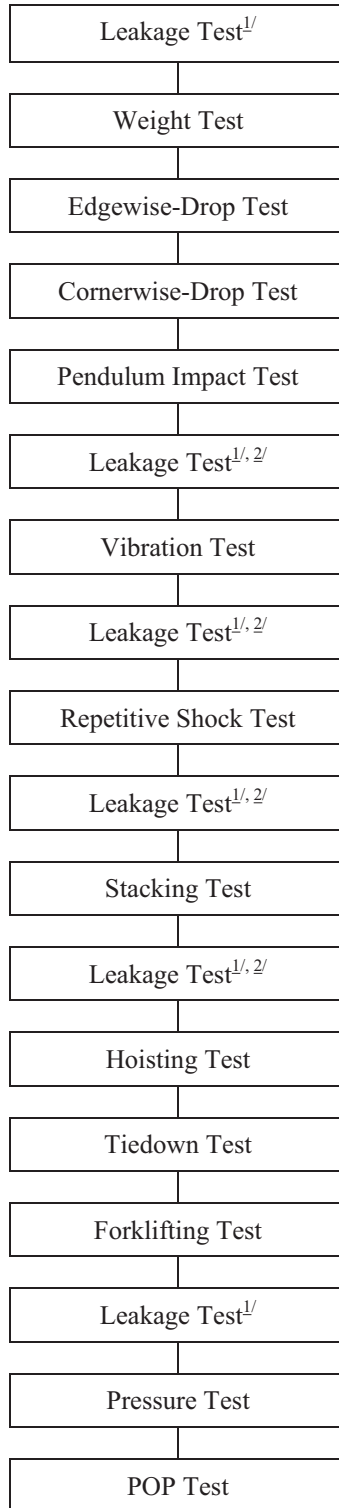 Leakage Test1/
Weight Test
Edgewise-Drop Test
Cornerwise-Drop Test
Pendulum Impact Test
Leakage Test1/, 2/
Vibration Test
Leakage Test1/, 2/
Repetitive Shock Test
Leakage Test1/, 2/
Stacking Test
Leakage Test1/, 2/
Hoisting Test
Tiedown Test
Forklifting Test
Leakage Test1/
Pressure Test
POP Test